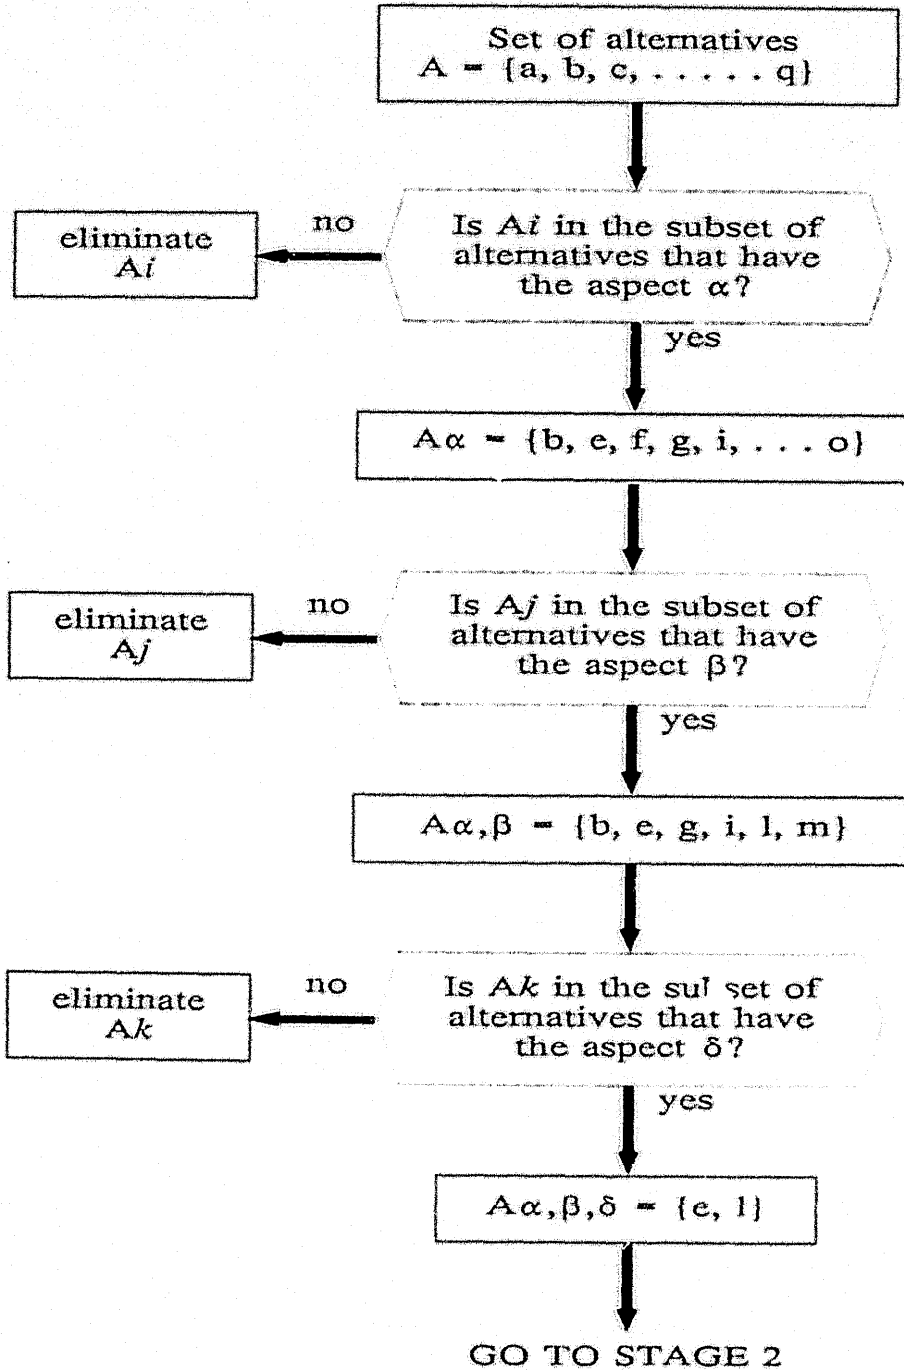 Set of alternatives
A = {a, b, c, . . . . . q}
no
Is Ai in the subset of
alternatives that have
the aspect α?
eliminate
Ai
yes
Aα = {b, e, f, g, i, . . . o}
no
Is Aj in the subset of
alternatives that have
the aspect β?
eliminate
Aj
yes
Aα,β = {b, e, g, i, l, m}
no
Is Ak in the subset of
alternatives that have
the aspect δ?
eliminate
Ak
yes
Aα,β,δ = {e, l}
GO TO STAGE 2